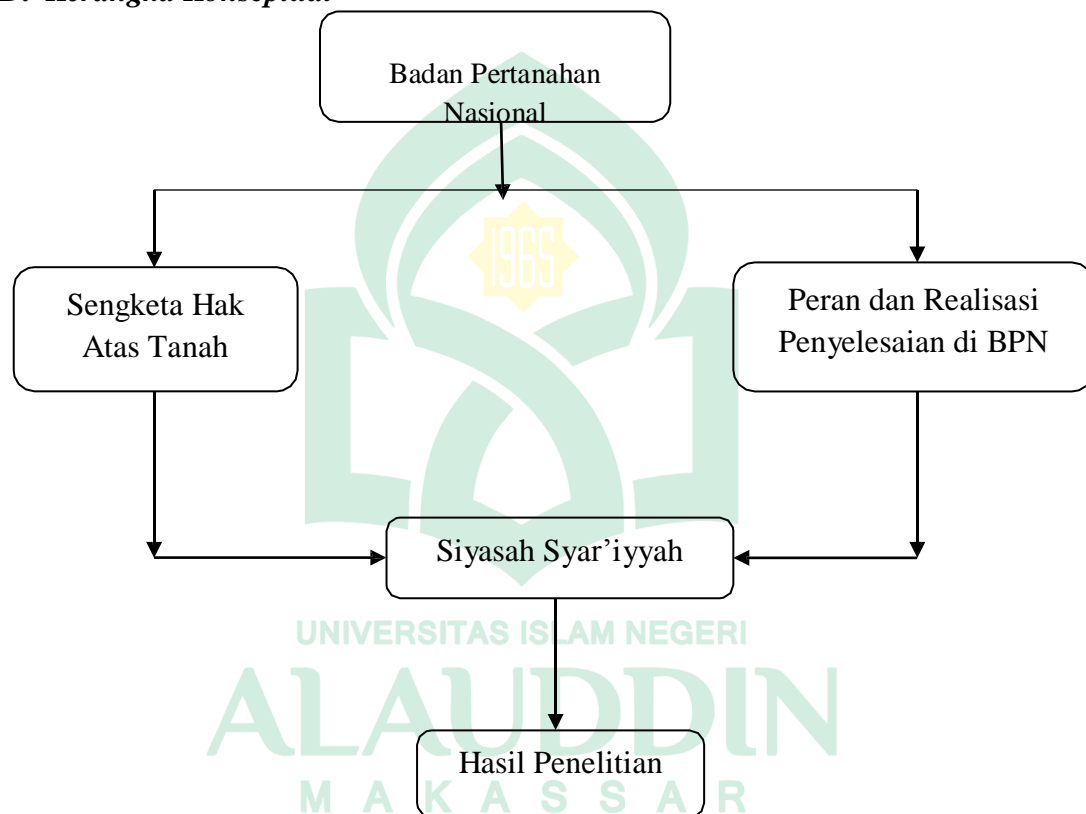 Badan Pertanahan
Nasional
1965
Sengketa Hak
Atas Tanah
Peran dan Realisasi
Penyelesaian di BPN
Siyasah Syar’iyyah
UNIVERSITAS ISLAM NEGERI
ALAUDDIN
Hasil Penelitian
MAKASSAR